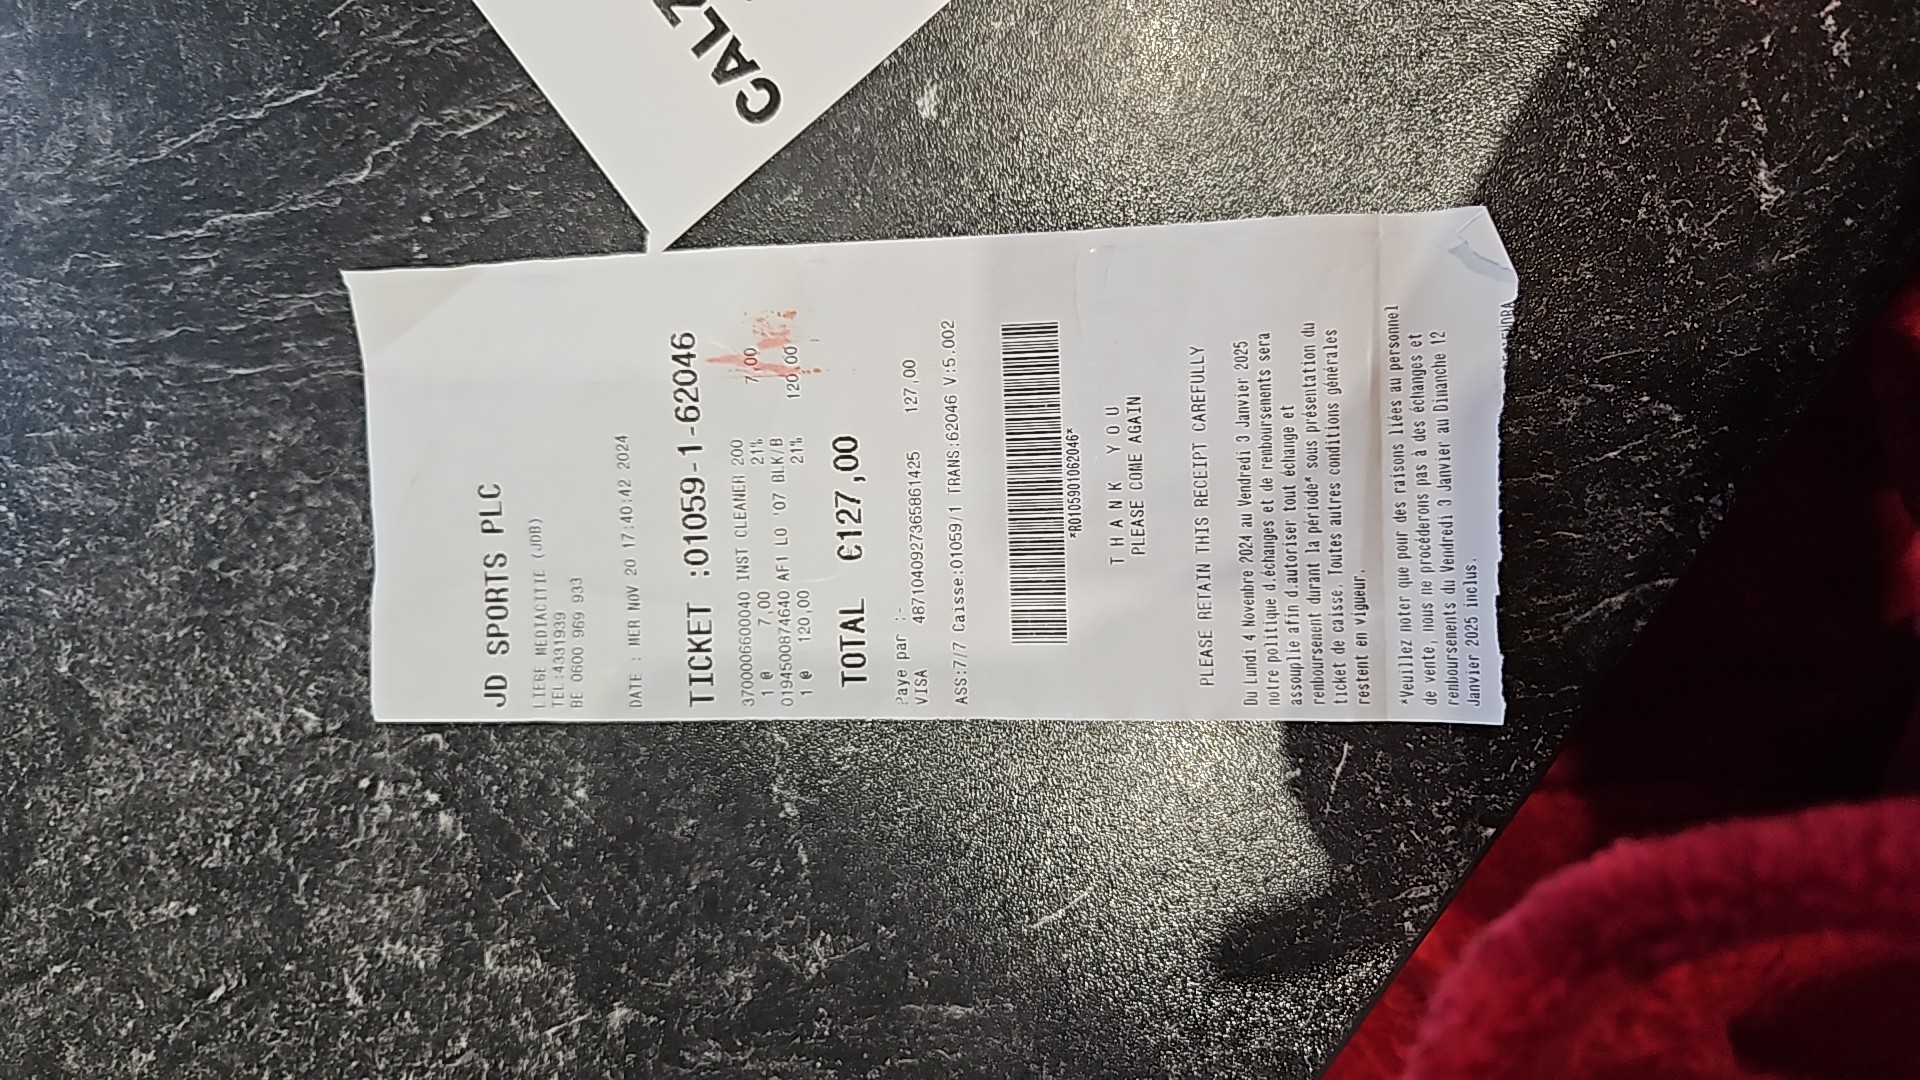 CAL
JD SPORTS PLC
LIEGE MEDIACITE (JDB)
TEL:4331939
BE 0600 969 933
DATE : MER NOV 20 17:40:42 2024
TICKET :01059-1-62046
3700006600040 INST CLEANER 200
1 @ 7,00 21% 7,00
0194500874640 AF1 LO '07 BLK/B
1 @ 120,00 21% 120,00
TOTAL €127,00
Paye par :-
VISA 4871040927365861425 127,00
ASS:7/7 Caisse:01059/1 TRANS:62046 V:5.002
*R0105901062046*
T H A N K Y O U
PLEASE COME AGAIN
PLEASE RETAIN THIS RECEIPT CAREFULLY
Du Lundi 4 Novembre 2024 au Vendredi 3 Janvier 2025
notre politique d.échanges et de remboursements sera
assouplie afin d.autoriser tout échange et
remboursement durant la période* sous présentation du
ticket de caisse. Toutes autres conditions générales
restent en vigueur.
*Veuillez noter que pour des raisons liées au personnel
de vente, nous ne procéderons pas à des échanges et
remboursements du Vendredi 3 Janvier au Dimanche 12
Janvier 2025 inclus.